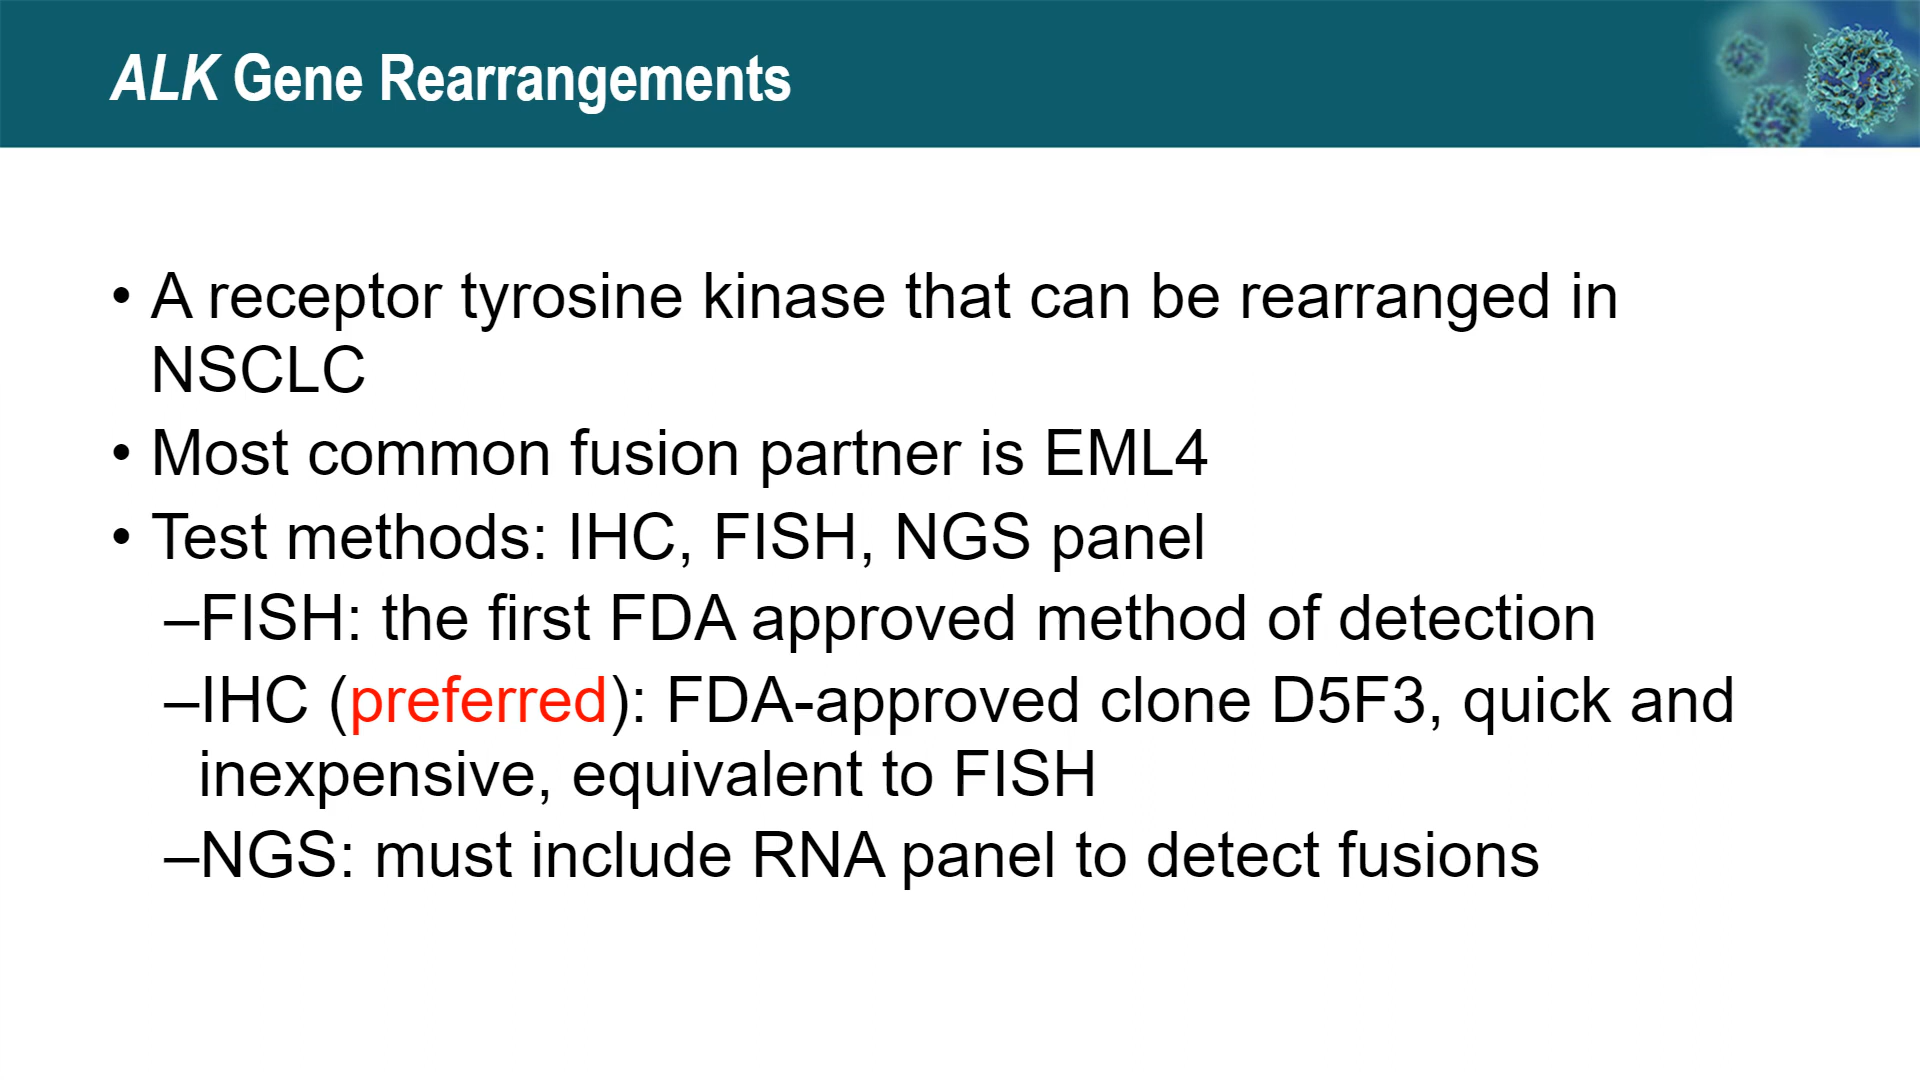 ALK Gene Rearrangements
• A receptor tyrosine kinase that can be rearranged in
NSCLC
• Most common fusion partner is EML4
• Test methods: IHC, FISH, NGS panel
–FISH: the first FDA approved method of detection
–IHC (preferred): FDA-approved clone D5F3, quick and
inexpensive, equivalent to FISH
–NGS: must include RNA panel to detect fusions